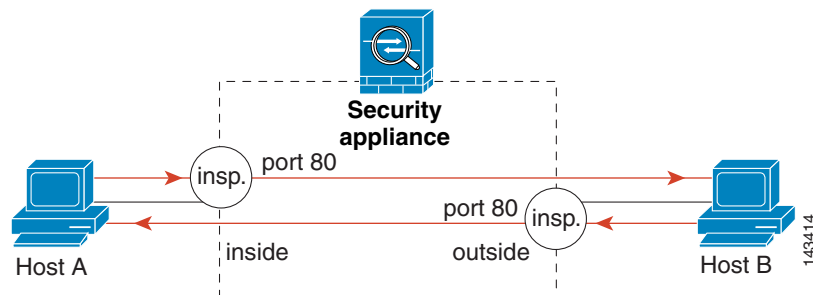 Security
appliance
insp.
port 80
port 80
insp.
inside
outside
Host A
Host B
143414